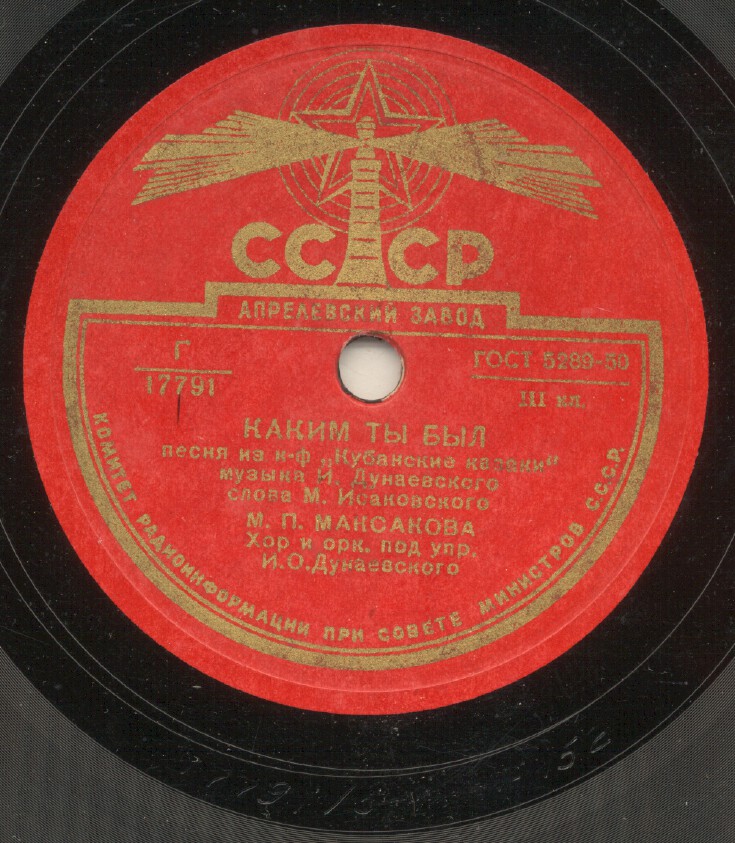 СССР
АПРЕЛЕВСКИЙ ЗАВОД
Г
17791
ГОСТ 5289-50
III кл.
КАКИМ ТЫ БЫЛ
песня из к-ф „Кубанские казаки“
музыка И. Дунаевского
слова М. Исаковского
М. П. МАКСАКОВА
Хор и орк. под упр.
И.О.Дунаевского
КОМИТЕТ РАДИОИНФОРМАЦИИ ПРИ СОВЕТЕ МИНИСТРОВ С.С.С.Р.